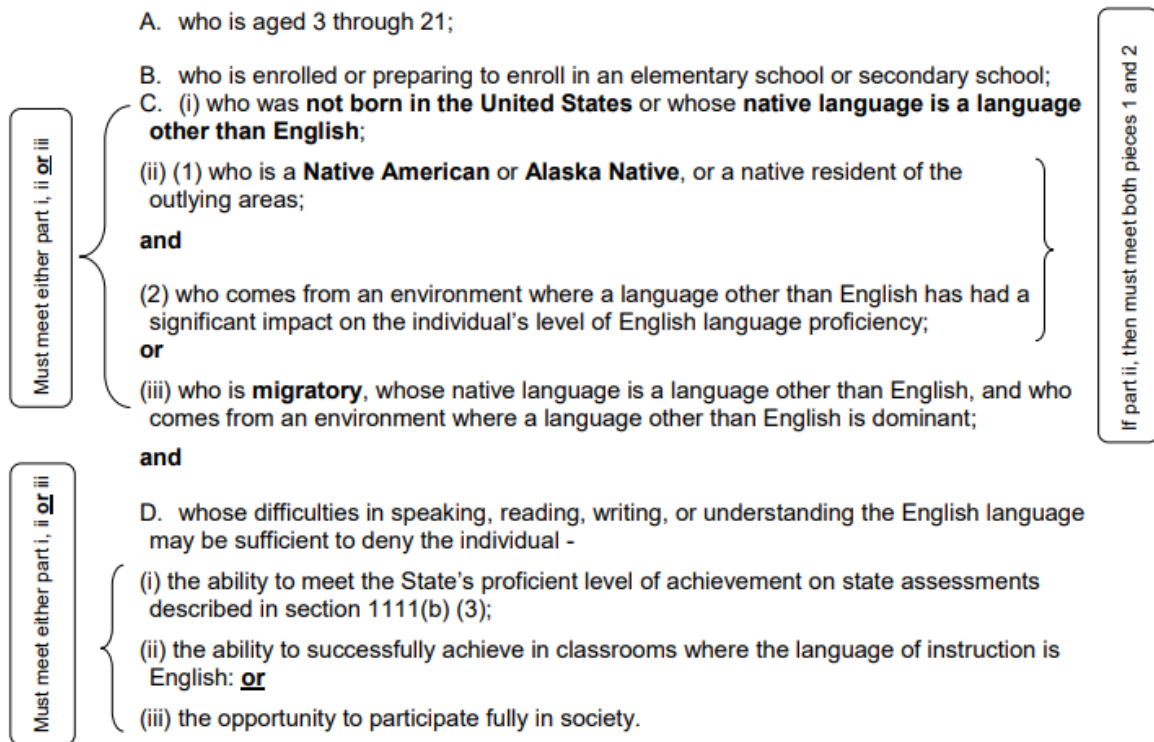 A. who is aged 3 through 21;
B. who is enrolled or preparing to enroll in an elementary school or secondary school;
C. (i) who was not born in the United States or whose native language is a language
other than English;
(ii) (1) who is a Native American or Alaska Native, or a native resident of the
outlying areas;
and
(2) who comes from an environment where a language other than English has had a
significant impact on the individual's level of English language proficiency;
or
(iii) who is migratory, whose native language is a language other than English, and who
comes from an environment where a language other than English is dominant;
and
D. whose difficulties in speaking, reading, writing, or understanding the English language
may be sufficient to deny the individual -
(i) the ability to meet the State's proficient level of achievement on state assessments
described in section 1111(b) (3);
(ii) the ability to successfully achieve in classrooms where the language of instruction is
English: or
(iii) the opportunity to participate fully in society.
Must meet either part i, ii or iii
Must meet either part i, ii or iii
If part ii, then must meet both pieces 1 and 2